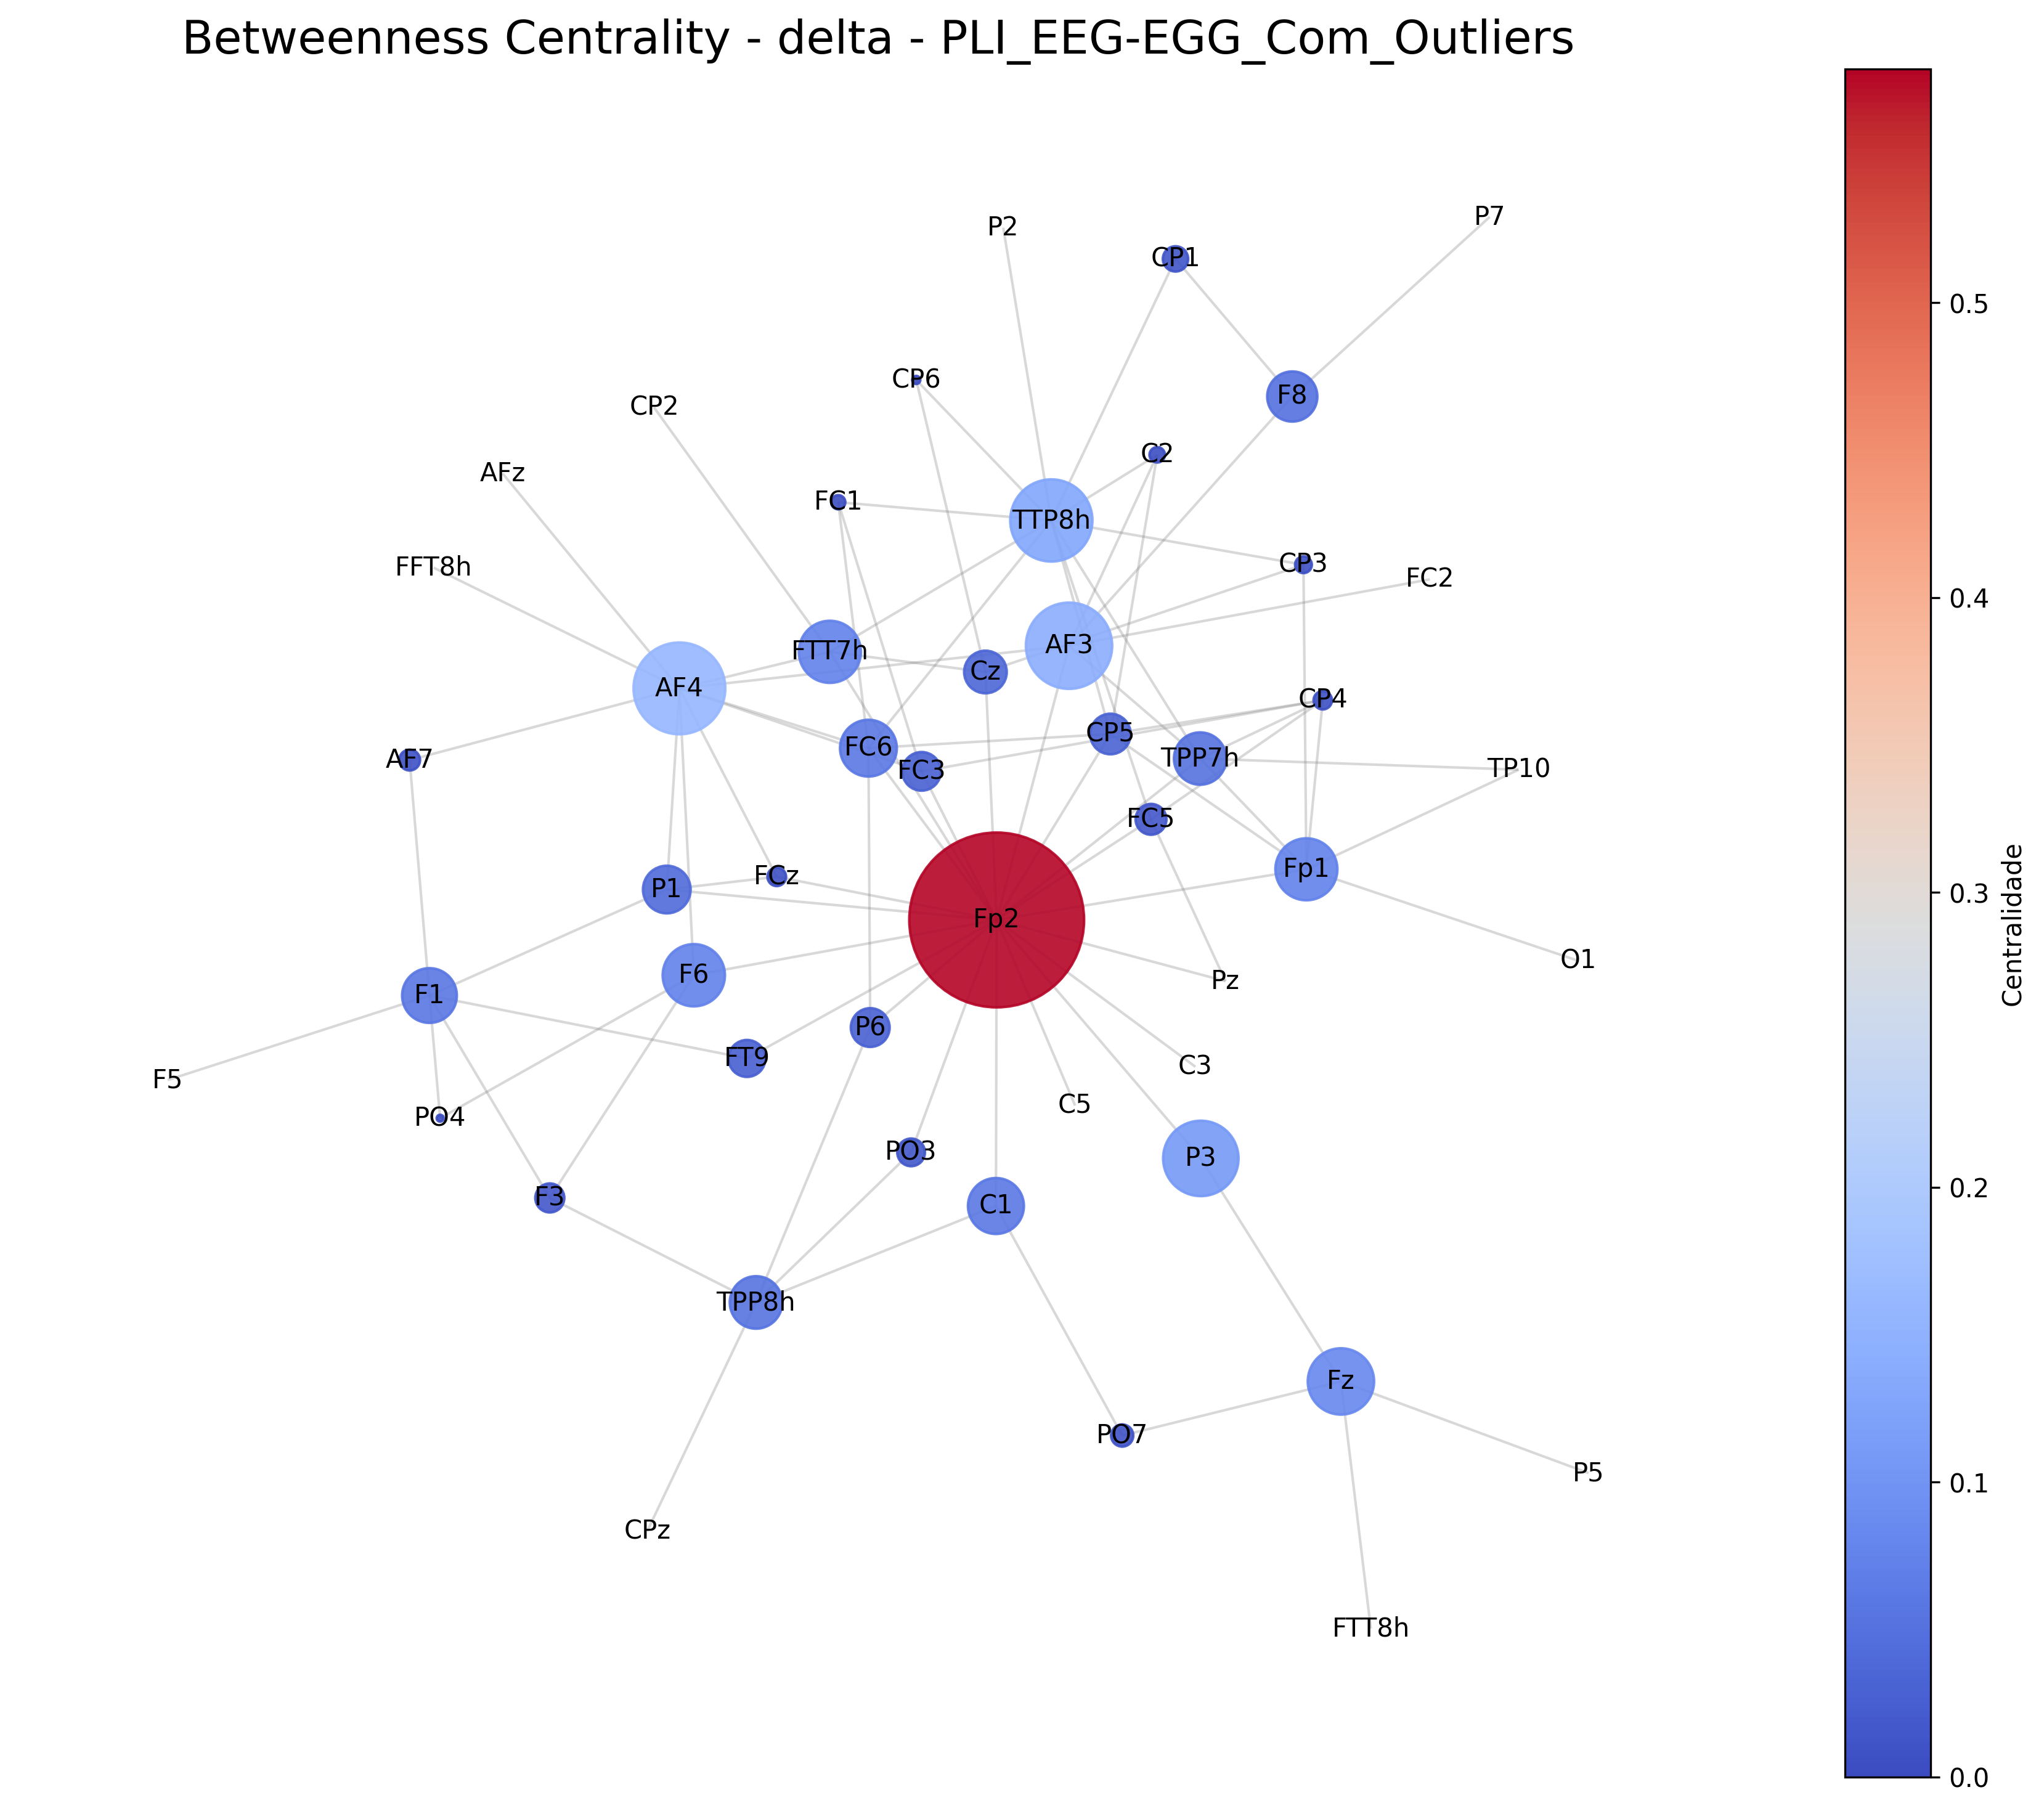 Betweenness Centrality - delta - PLI_EEG-EGG_Com_Outliers
P2
P7
CP1
CP6
F8
CP2
C2
AFz
FC1
TTP8h
FFT8h
CP3
FC2
FTT7h
AF3
Cz
AF4
CP4
CP5
FC6
TPP7h
AF7
FC3
TP10
FC5
FCz
Fp1
P1
Fp2
O1
F6
Pz
F1
P6
FT9
C3
F5
C5
PO4
PO3
P3
F3
C1
TPP8h
Fz
PO7
P5
CPz
FTT8h
0.5
0.4
0.3
0.2
0.1
0.0
Centralidade